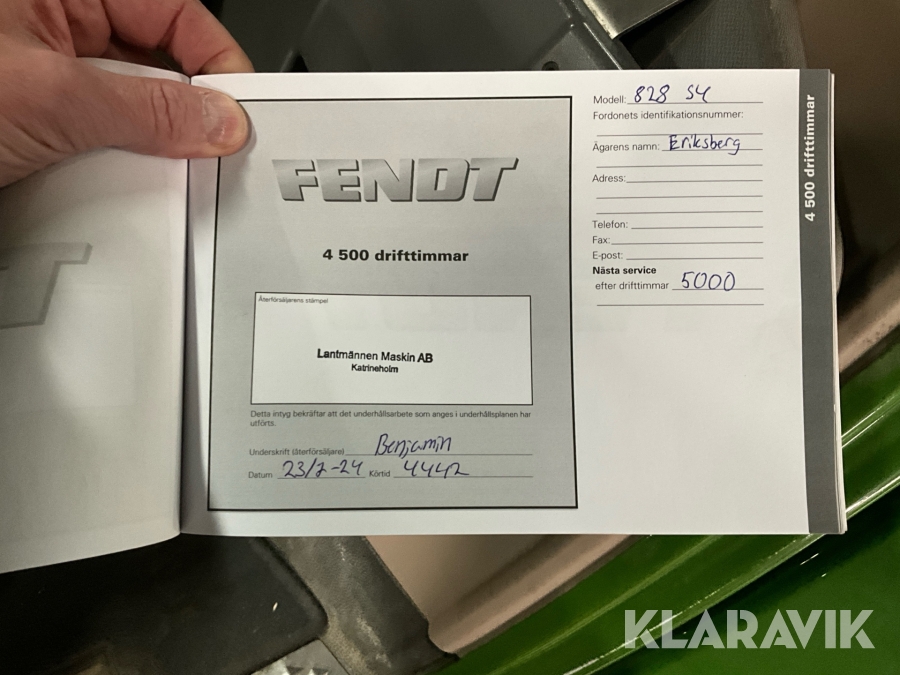 FENDT
4 500 drifttimmar
Återförsäljarens stämpel
Lantmännen Maskin AB
Katrineholm
Detta intyg bekräftar att det underhållsarbete som anges i underhållsplanen har
utförts.
Underskrift (återförsäljare) Benjamin
Datum 23/2-24 Körtid 4442
Modell: 828 S4
Fordonets identifikationsnummer:
Ägarens namn: Eriksberg
Adress:
Telefon:
Fax:
E-post:
Nästa service
efter drifttimmar 5000
4 500 drifttimmar
KLARAVIK